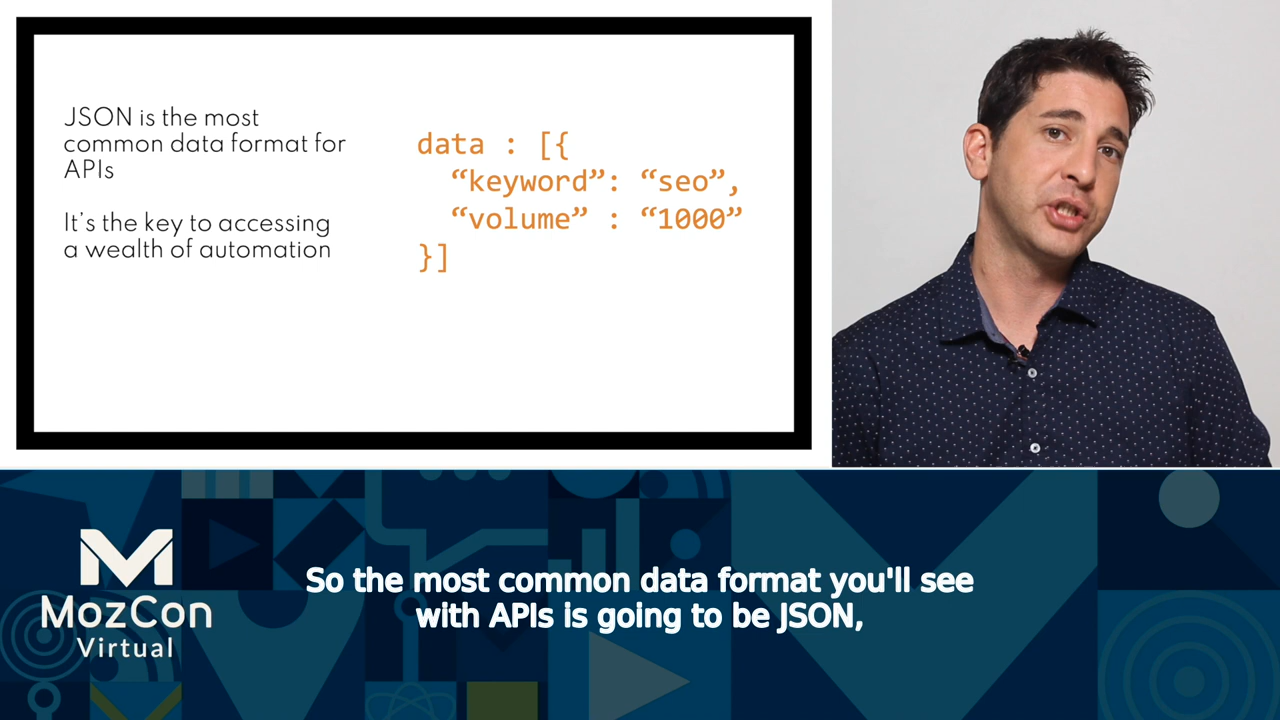 JSON is the most
common data format for
APIs
It’s the key to accessing
a wealth of automation
data : [{
“keyword”: “seo”,
“volume” : “1000”
}]
MozCon
Virtual
So the most common data format you'll see
with APIs is going to be JSON,